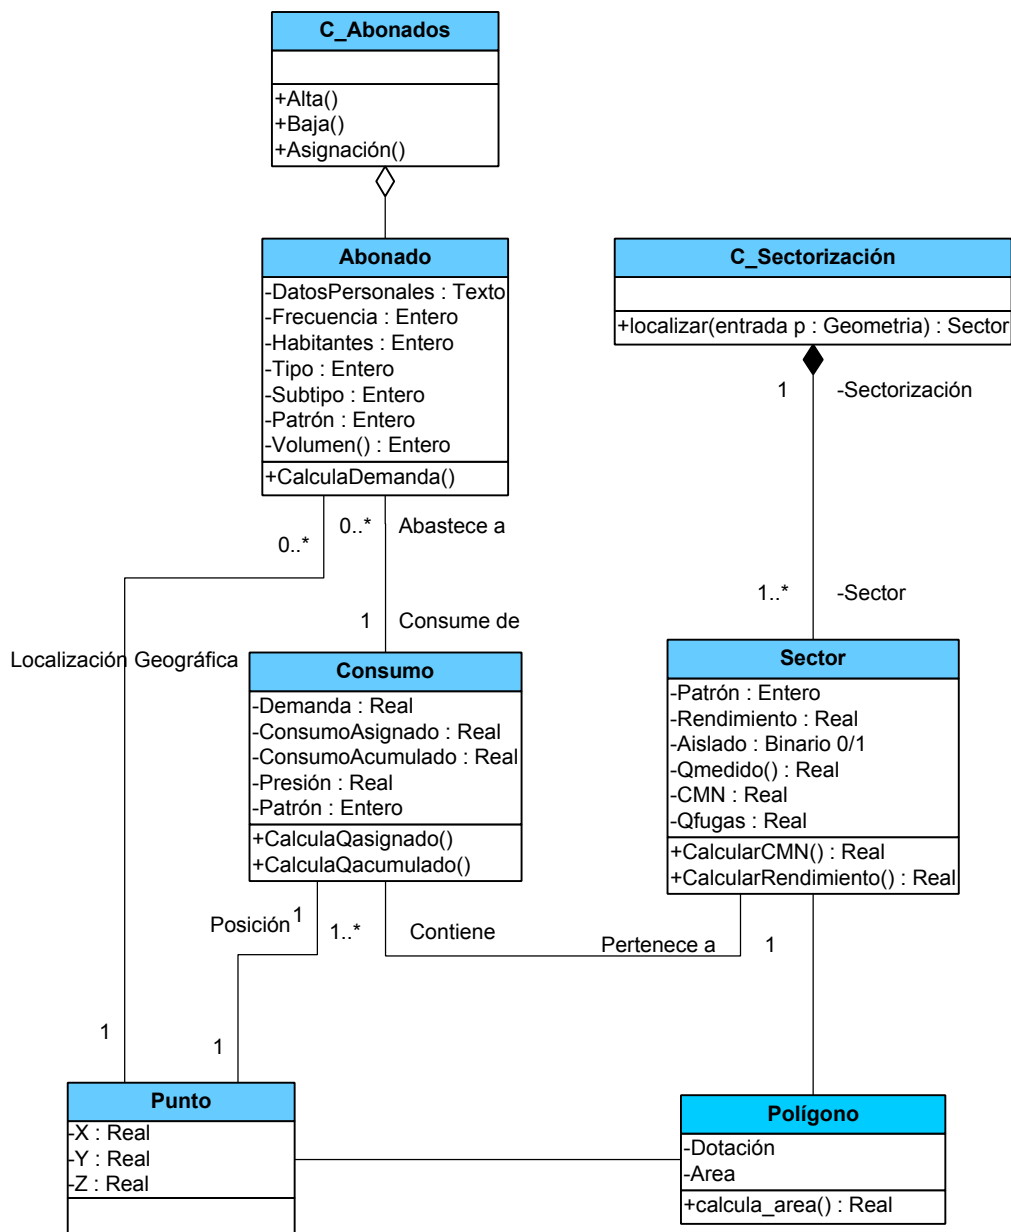 C_Abonados
+Alta()
+Baja()
+Asignación()
Abonado
-DatosPersonales : Texto
-Frecuencia : Entero
-Habitantes : Entero
-Tipo : Entero
-Subtipo : Entero
-Patrón : Entero
-Volumen() : Entero
+CalculaDemanda()
C_Sectorización
+localizar(entrada p : Geometria) : Sector
1
-Sectorización
0..*
0..*
Abastece a
1..*
-Sector
1
Consume de
Localización Geográfica
Consumo
-Demanda : Real
-ConsumoAsignado : Real
-ConsumoAcumulado : Real
-Presión : Real
-Patrón : Entero
+CalculaQasignado()
+CalculaQacumulado()
Sector
-Patrón : Entero
-Rendimiento : Real
-Aislado : Binario 0/1
-Qmedido() : Real
-CMN : Real
-Qfugas : Real
+CalcularCMN() : Real
+CalcularRendimiento() : Real
Posición
1
1..*
Contiene
Pertenece a
1
1
1
Punto
-X : Real
-Y : Real
-Z : Real
Polígono
-Dotación
-Area
+calcula_area() : Real